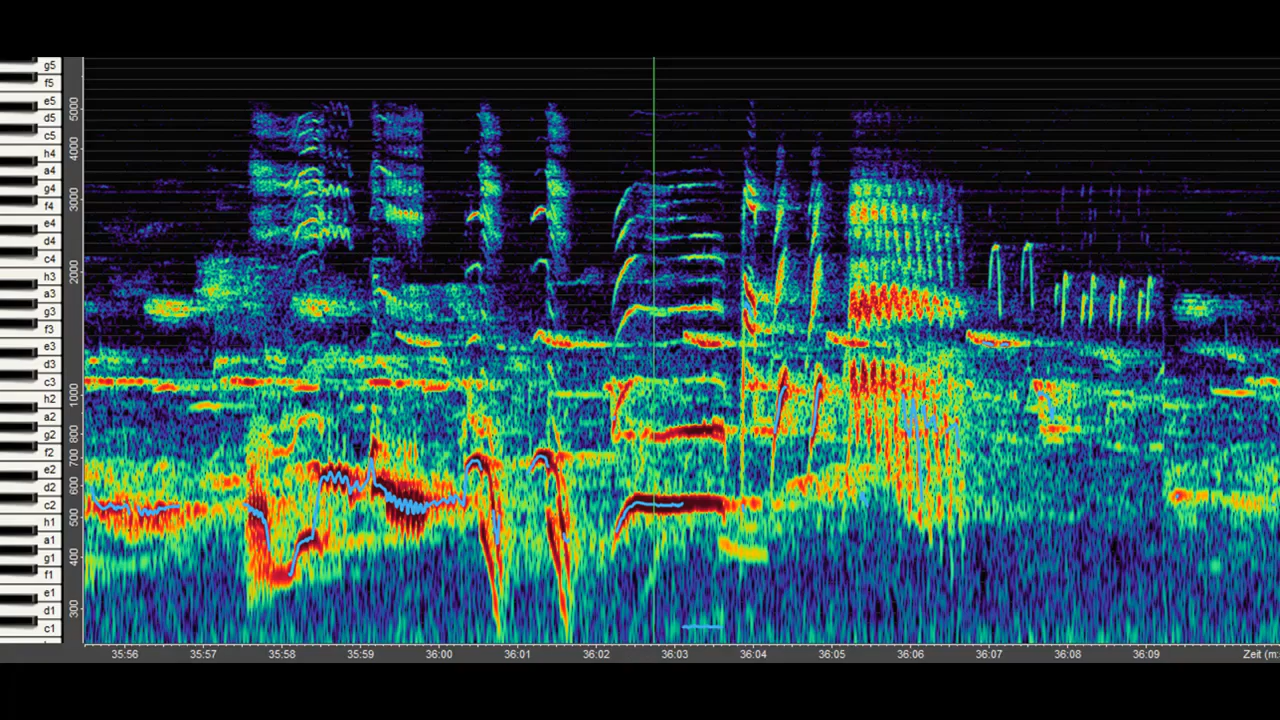 g5
f5
e5
d5
c5
h4
a4
g4
f4
e4
d4
c4
h3
a3
g3
f3
e3
d3
c3
h2
a2
g2
f2
e2
d2
c2
h1
a1
g1
f1
e1
d1
c1
5000
4000
3000
2000
1000
800
700
600
500
400
300
35:56 35:57 35:58 35:59 36:00 36:01 36:02 36:03 36:04 36:05 36:06 36:07 36:08 36:09 Zeit (m: